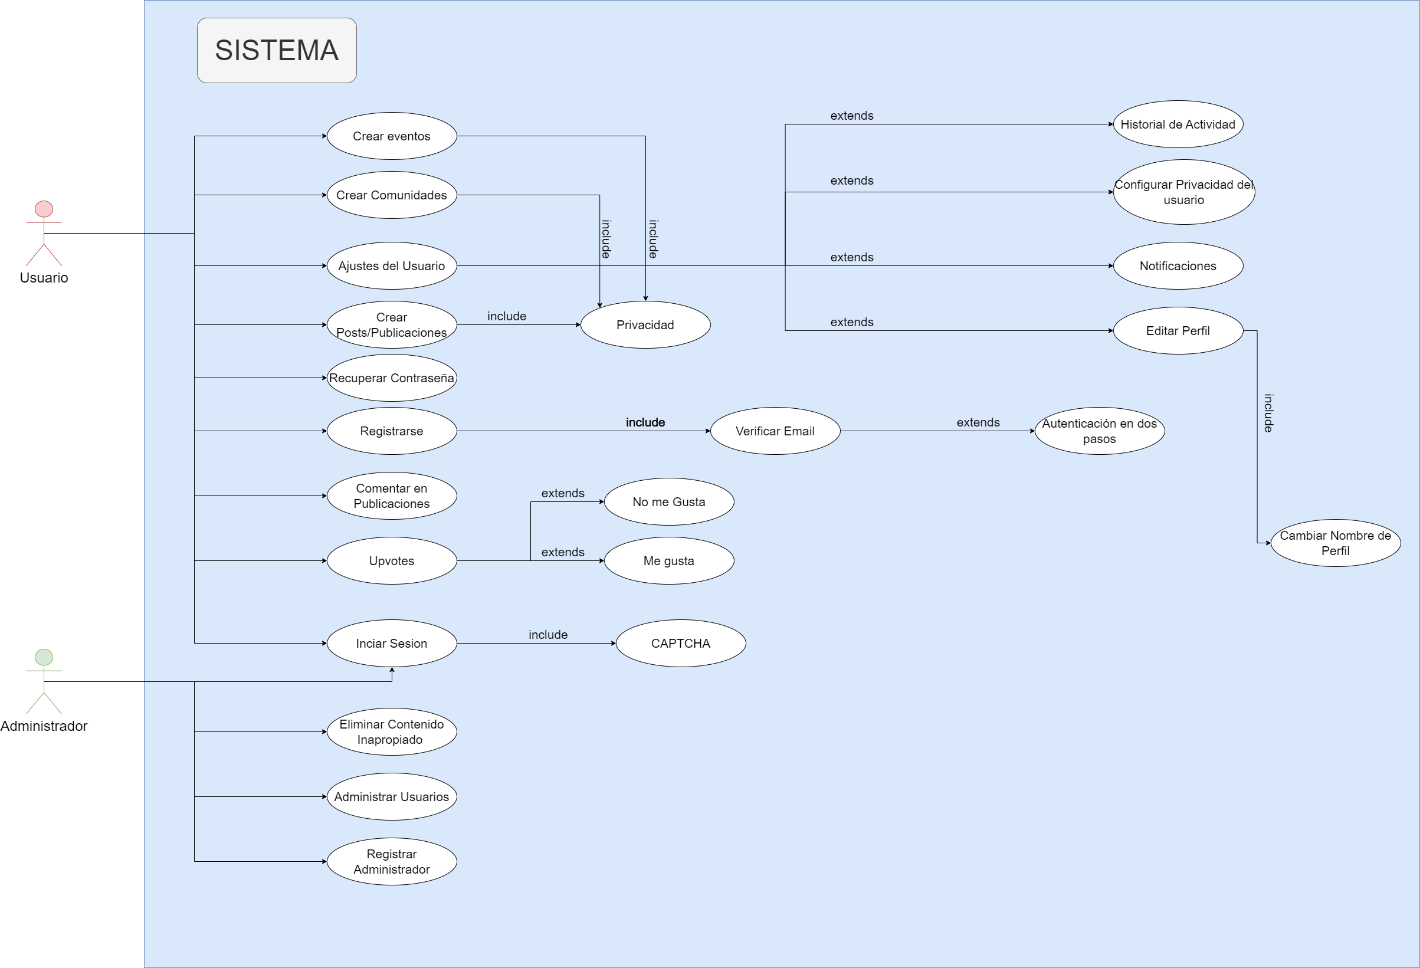 SISTEMA
Crear eventos
extends
Historial de Actividad
Crear Comunidades
extends
Configurar Privacidad del
usuario
Usuario
include
include
Ajustes del Usuario
extends
Notificaciones
Crear
Posts/Publicaciones
include
Privacidad
extends
Editar Perfil
Recuperar Contraseña
include
Registrarse
include
Verificar Email
extends
Autenticación en dos
pasos
Comentar en
Publicaciones
extends
No me Gusta
Upvotes
extends
Me gusta
Cambiar Nombre de
Perfil
Inciar Sesion
include
CAPTCHA
Administrador
Eliminar Contenido
Inapropiado
Administrar Usuarios
Registrar
Administrador